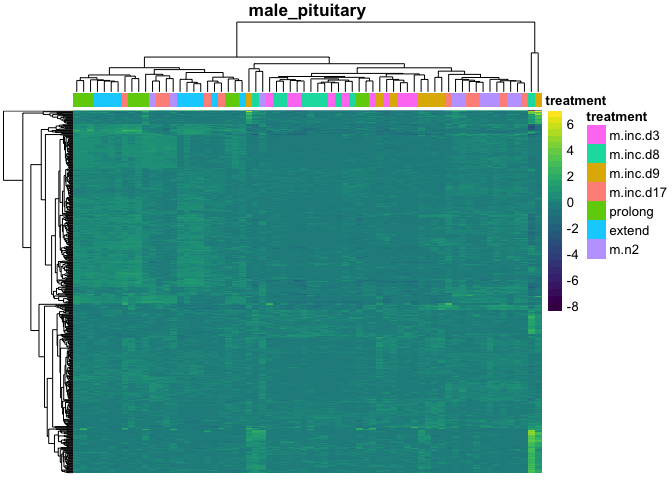 male_pituitary
treatment
6
4
2
0
-2
-4
-6
-8
treatment
m.inc.d3
m.inc.d8
m.inc.d9
m.inc.d17
prolong
extend
m.n2